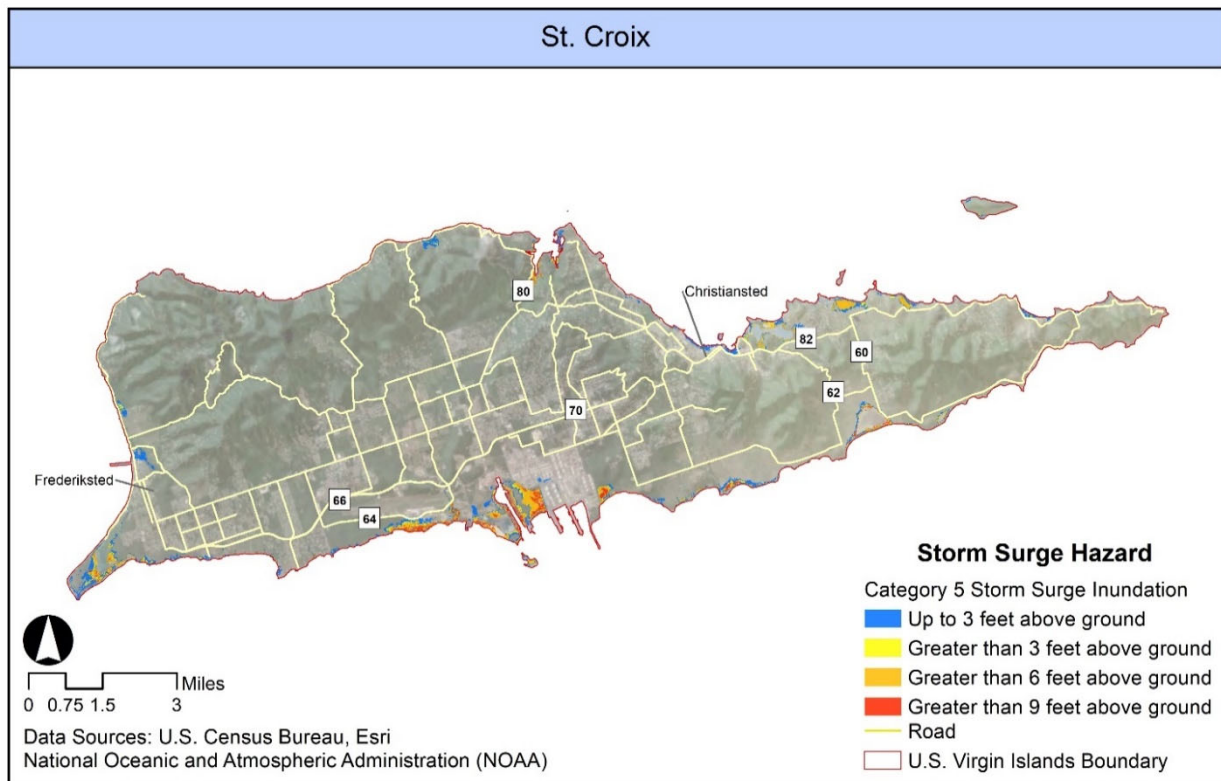 St. Croix
Christiansted
80
82
60
62
70
Frederiksted
66
64
Storm Surge Hazard
Category 5 Storm Surge Inundation
Up to 3 feet above ground
Greater than 3 feet above ground
Greater than 6 feet above ground
Greater than 9 feet above ground
Road
U.S. Virgin Islands Boundary
Miles
0 0.75 1.5 3
Data Sources: U.S. Census Bureau, Esri
National Oceanic and Atmospheric Administration (NOAA)